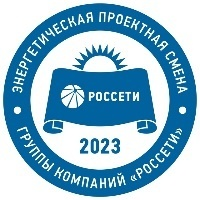 ЭНЕРГЕТИЧЕСКАЯ ПРОЕКТНАЯ СМЕНА
РОССЕТИ
2023
ГРУППЫ КОМПАНИЙ «РОССЕТИ»